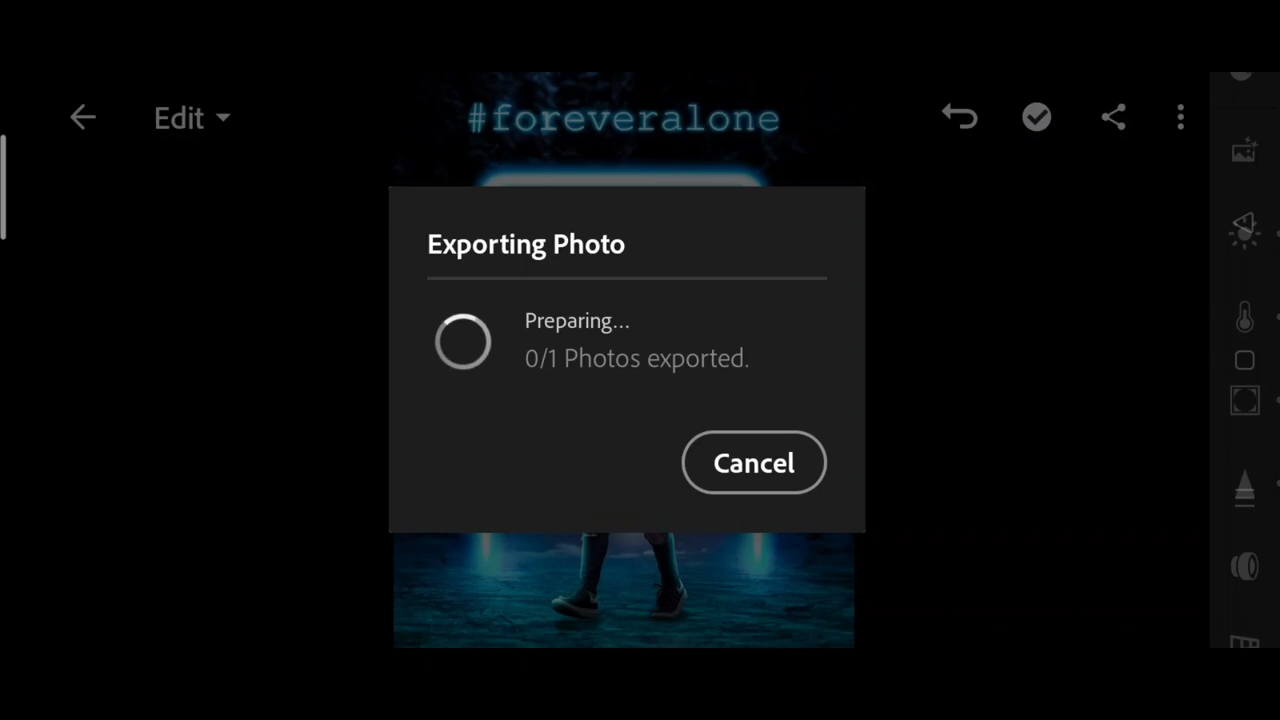 Edit
#foreveralone
Exporting Photo
Preparing...
0/1 Photos exported.
Cancel